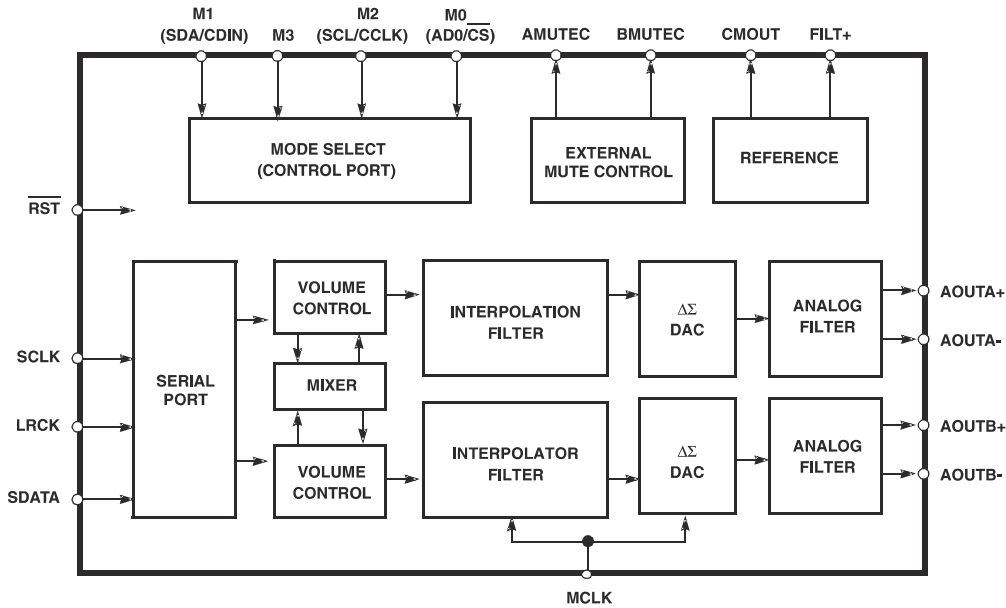 M1
(SDA/CDIN)
M3
M2
(SCL/CCLK)
M0
(AD0/CS)
AMUTEC
BMUTEC
CMOUT
FILT+
MODE SELECT
(CONTROL PORT)
EXTERNAL
MUTE CONTROL
REFERENCE
RST
SERIAL
PORT
VOLUME
CONTROL
INTERPOLATION
FILTER
ΔΣ
DAC
ANALOG
FILTER
AOUTA+
AOUTA-
SCLK
MIXER
LRCK
VOLUME
CONTROL
INTERPOLATOR
FILTER
ΔΣ
DAC
ANALOG
FILTER
AOUTB+
AOUTB-
SDATA
MCLK